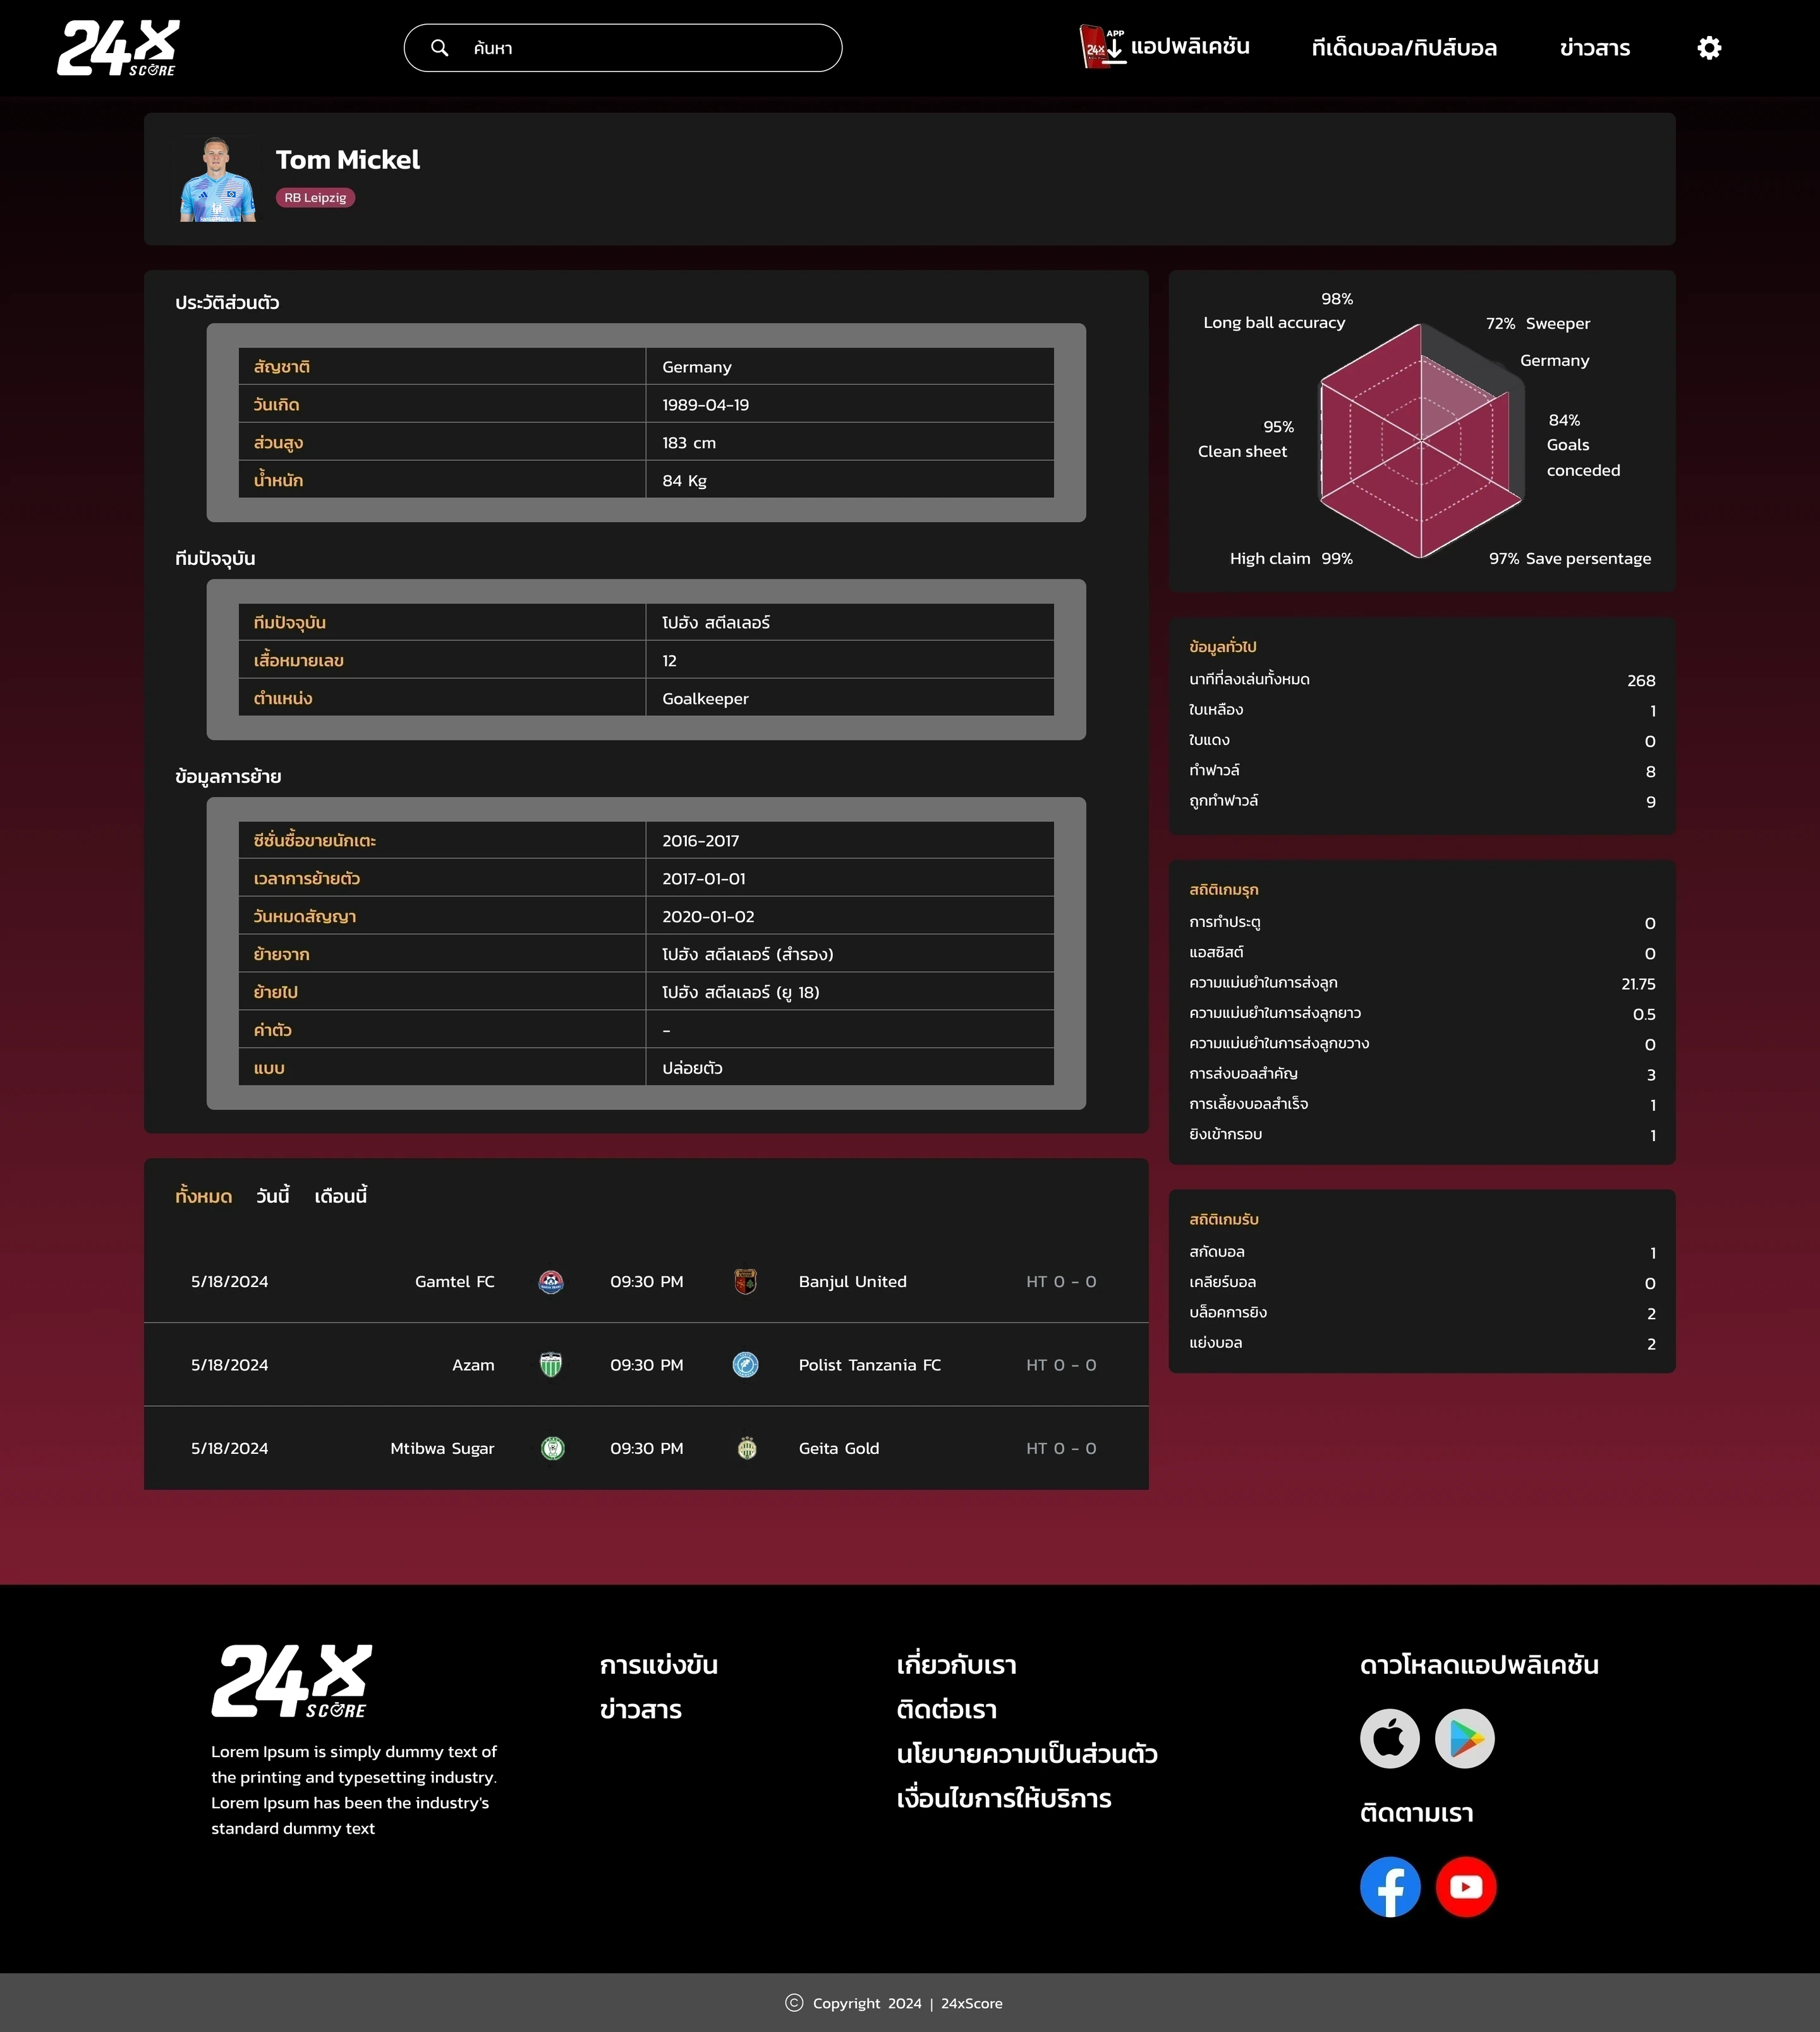 24X
SCORE
ค้นหา
24X
APP
แอปพลิเคชัน
ทีเด็ดบอล/ทิปส์บอล
ข่าวสาร
Tom Mickel
RB Leipzig
ประวัติส่วนตัว
สัญชาติ Germany
วันเกิด 1989-04-19
ส่วนสูง 183 cm
น้ำหนัก 84 Kg
ทีมปัจจุบัน
ทีมปัจจุบัน โปฮัง สตีลเลอร์
เสื้อหมายเลข 12
ตำแหน่ง Goalkeeper
ข้อมูลการย้าย
ซีซั่นซื้อขายนักเตะ 2016-2017
เวลาการย้ายตัว 2017-01-01
วันหมดสัญญา 2020-01-02
ย้ายจาก โปฮัง สตีลเลอร์ (สำรอง)
ย้ายไป โปฮัง สตีลเลอร์ (ยู 18)
ค่าตัว -
แบบ ปล่อยตัว
ทั้งหมด วันนี้ เดือนนี้
5/18/2024 Gamtel FC 09:30 PM Banjul United HT 0 - 0
5/18/2024 Azam 09:30 PM Polist Tanzania FC HT 0 - 0
5/18/2024 Mtibwa Sugar 09:30 PM Geita Gold HT 0 - 0
98%
Long ball accuracy
72% Sweeper
Germany
95%
Clean sheet
84%
Goals
conceded
High claim 99%
97% Save persentage
ข้อมูลทั่วไป
นาทีที่ลงเล่นทั้งหมด 268
ใบเหลือง 1
ใบแดง 0
ทำฟาวล์ 8
ถูกทำฟาวล์ 9
สถิติเกมรุก
การทำประตู 0
แอสซิสต์ 0
ความแม่นยำในการส่งลูก 21.75
ความแม่นยำในการส่งลูกยาว 0.5
ความแม่นยำในการส่งลูกขวาง 0
การส่งบอลสำคัญ 3
การเลี้ยงบอลสำเร็จ 1
ยิงเข้ากรอบ 1
สถิติเกมรับ
สกัดบอล 1
เคลียร์บอล 0
บล็อคการยิง 2
แย่งบอล 2
24X
SCORE
Lorem Ipsum is simply dummy text of
the printing and typesetting industry.
Lorem Ipsum has been the industry's
standard dummy text
การแข่งขัน
ข่าวสาร
เกี่ยวกับเรา
ติดต่อเรา
นโยบายความเป็นส่วนตัว
เงื่อนไขการให้บริการ
ดาวโหลดแอปพลิเคชัน
ติดตามเรา
© Copyright 2024 | 24xScore